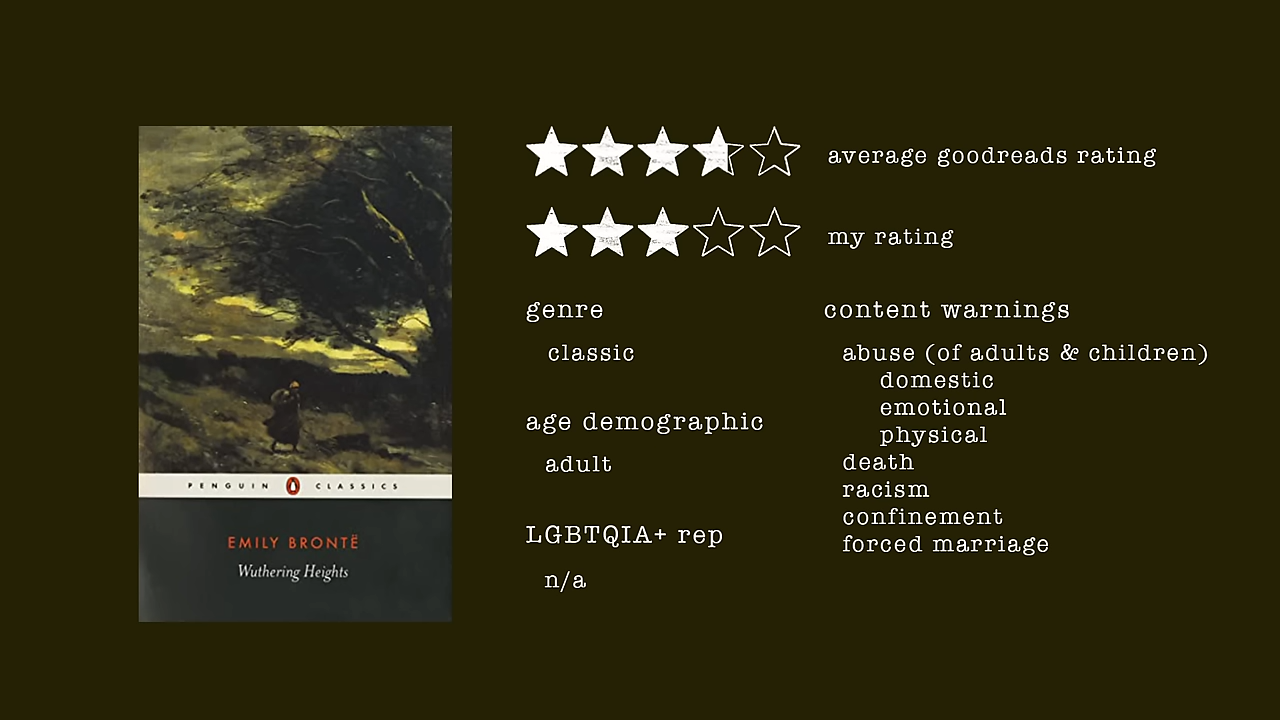 PENGUIN CLASSICS
EMILY BRONTË
Wuthering Heights
average goodreads rating
my rating
genre
classic
age demographic
adult
LGBTQIA+ rep
n/a
content warnings
abuse (of adults & children)
domestic
emotional
physical
death
racism
confinement
forced marriage